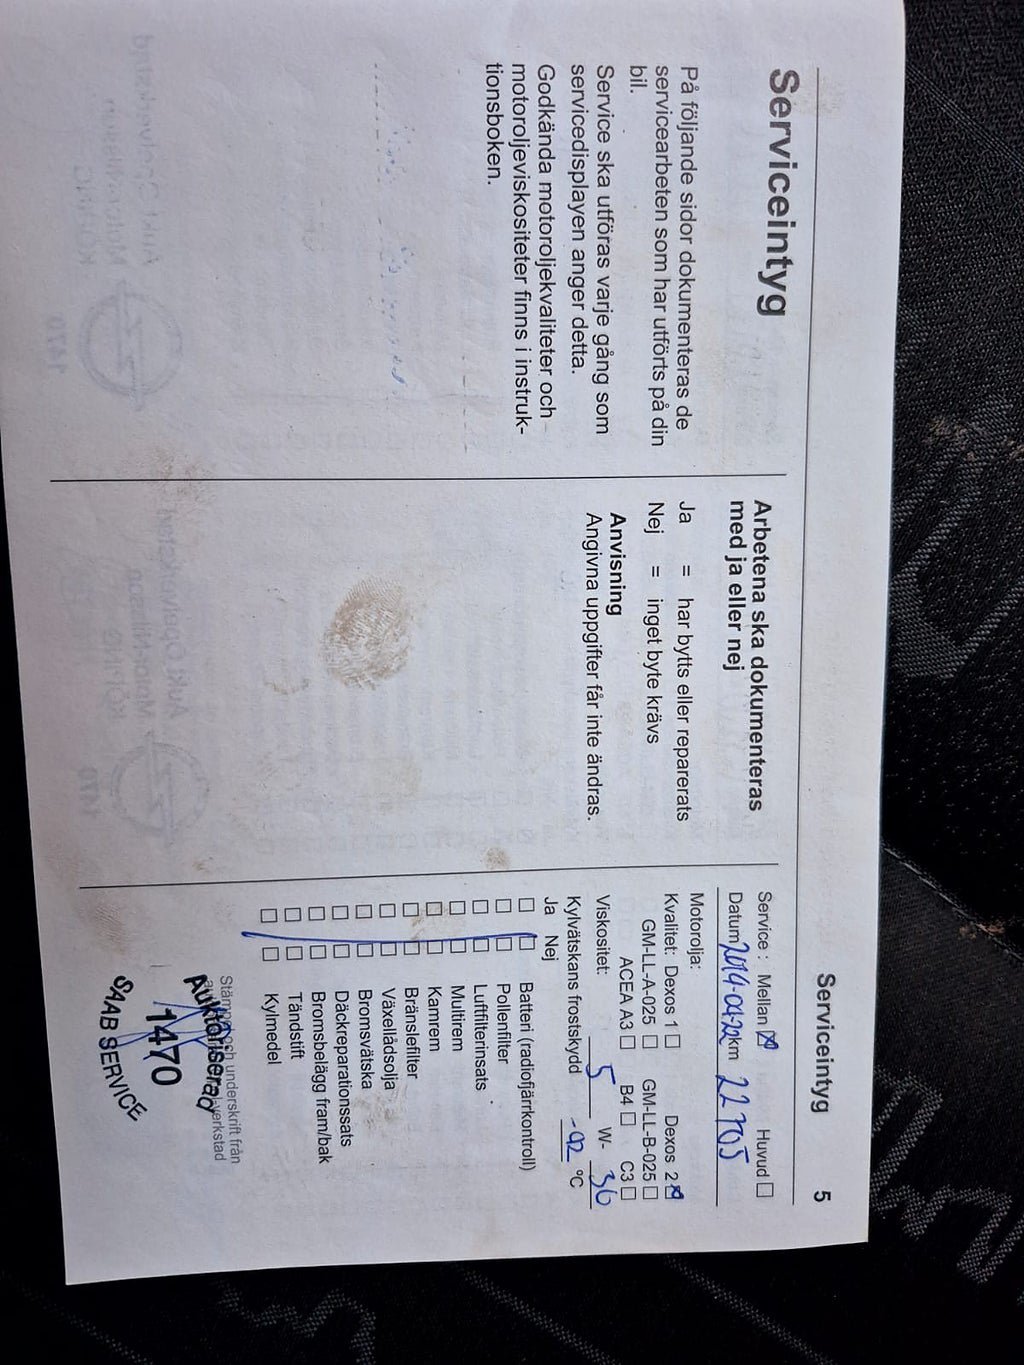 Serviceintyg 5
Serviceintyg
På följande sidor dokumenteras de
servicearbeten som har utförts på din
bil.
Service ska utföras varje gång som
servicedisplayen anger detta.
Godkända motoroljekvaliteter och
motoroljeviskositeter finns i instruk-
tionsboken.
Arbetena ska dokumenteras
med ja eller nej
Ja = har bytts eller reparerats
Nej = inget byte krävs
Anvisning
Angivna uppgifter får inte ändras.
Service : Mellan ☒ Huvud ☐
Datum 2014-04-22 km 22705
Motorolja:
Kvalitet: Dexos 1 ☐ Dexos 2 ☒
GM-LL-A-025 ☐ GM-LL-B-025 ☐
ACEA A3 ☐ B4 ☐ C3 ☐
Viskositet: 5 W- 30
Kylvätskans frostskydd °C
Ja Nej
☐ ☐ Batteri (radiofjärrkontroll)
☐ ☐ Pollenfilter
☐ ☐ Luftfilterinsats
☐ ☐ Multirem
☐ ☐ Kamrem
☐ ☐ Bränslefilter
☐ ☐ Växellådsolja
☐ ☐ Bromsvätska
☐ ☐ Däckreparationssats
☐ ☐ Bromsbelägg fram/bak
☐ ☐ Tändstift
☐ ☐ Kylmedel
Stämpel och underskrift från
verkstad
Auktoriserad
1470
SAAB SERVICE